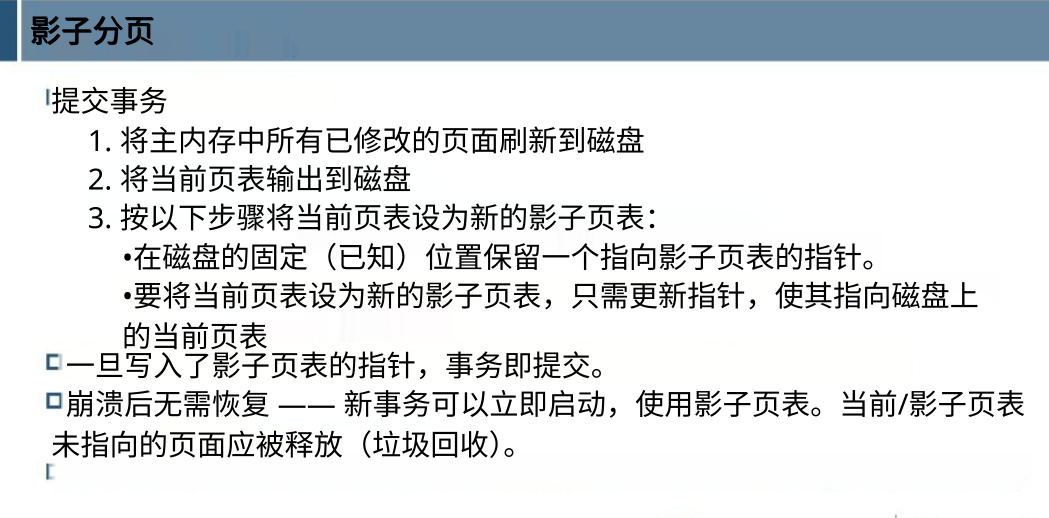 影子分页
提交事务
1. 将主内存中所有已修改的页面刷新到磁盘
2. 将当前页表输出到磁盘
3. 按以下步骤将当前页表设为新的影子页表：
•在磁盘的固定（已知）位置保留一个指向影子页表的指针。
•要将当前页表设为新的影子页表，只需更新指针，使其指向磁盘上
的当前页表
一旦写入了影子页表的指针，事务即提交。
崩溃后无需恢复 —— 新事务可以立即启动，使用影子页表。当前/影子页表
未指向的页面应被释放（垃圾回收）。